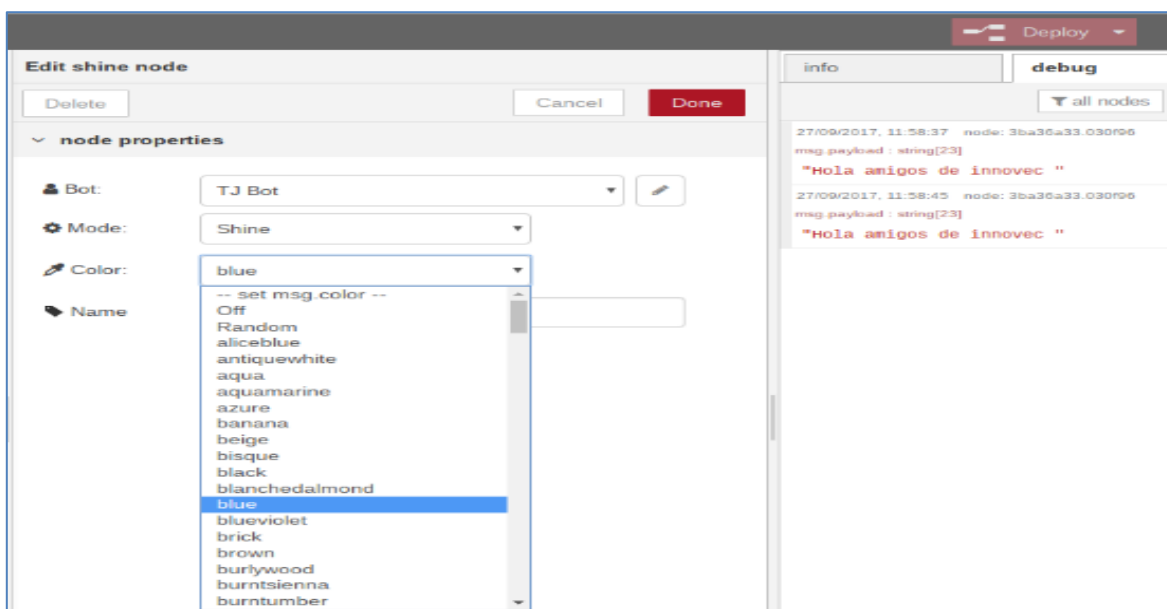 Deploy
Edit shine node
Delete
Cancel
Done
node properties
Bot:
TJ Bot
Mode:
Shine
Color:
blue
-- set msg.color --
Off
Random
aliceblue
antiquewhite
aqua
aquamarine
azure
banana
beige
bisque
black
blanchedalmond
blue
blueviolet
brick
brown
burlywood
burntsienna
burntumber
Name
info
debug
all nodes
27/09/2017, 11:58:37 node: 3ba36a33.030f96
msg.payload : string[23]
"Hola amigos de innovec "
27/09/2017, 11:58:45 node: 3ba36a33.030f96
msg.payload : string[23]
"Hola amigos de innovec "